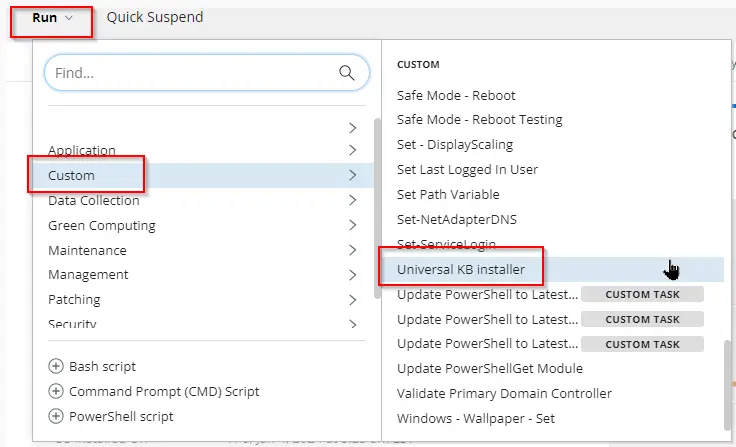 Run
Quick Suspend
Find...
Application
Custom
Data Collection
Green Computing
Maintenance
Management
Patching
Security
Bash script
Command Prompt (CMD) Script
PowerShell script
CUSTOM
Safe Mode - Reboot
Safe Mode - Reboot Testing
Set - DisplayScaling
Set Last Logged In User
Set Path Variable
Set-NetAdapterDNS
Set-ServiceLogin
Universal KB installer
Update PowerShell to Latest... CUSTOM TASK
Update PowerShell to Latest... CUSTOM TASK
Update PowerShell to Latest... CUSTOM TASK
Update PowerShellGet Module
Validate Primary Domain Controller
Windows - Wallpaper - Set